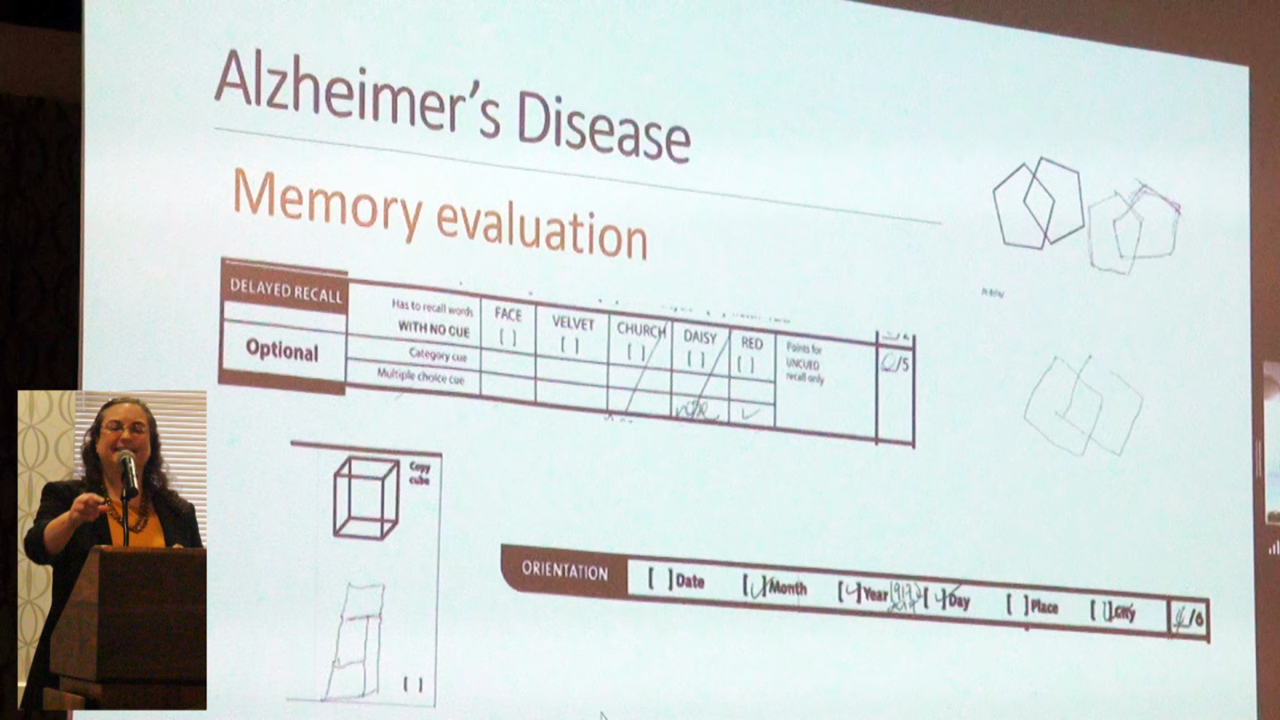 Alzheimer's Disease
Memory evaluation
DELAYED RECALL
Has to recall words
WITH NO CUE
FACE
[ ]
VELVET
[ ]
CHURCH
[ ]
DAISY
[ ]
RED
[ ]
Points for
UNCUED
recall only
/5
Optional
Category cue
Multiple choice cue
Copy
cube
[ ]
ORIENTATION
[ ] Date [ ] Month [ ] Year [ ] Day [ ] Place [ ] City /6